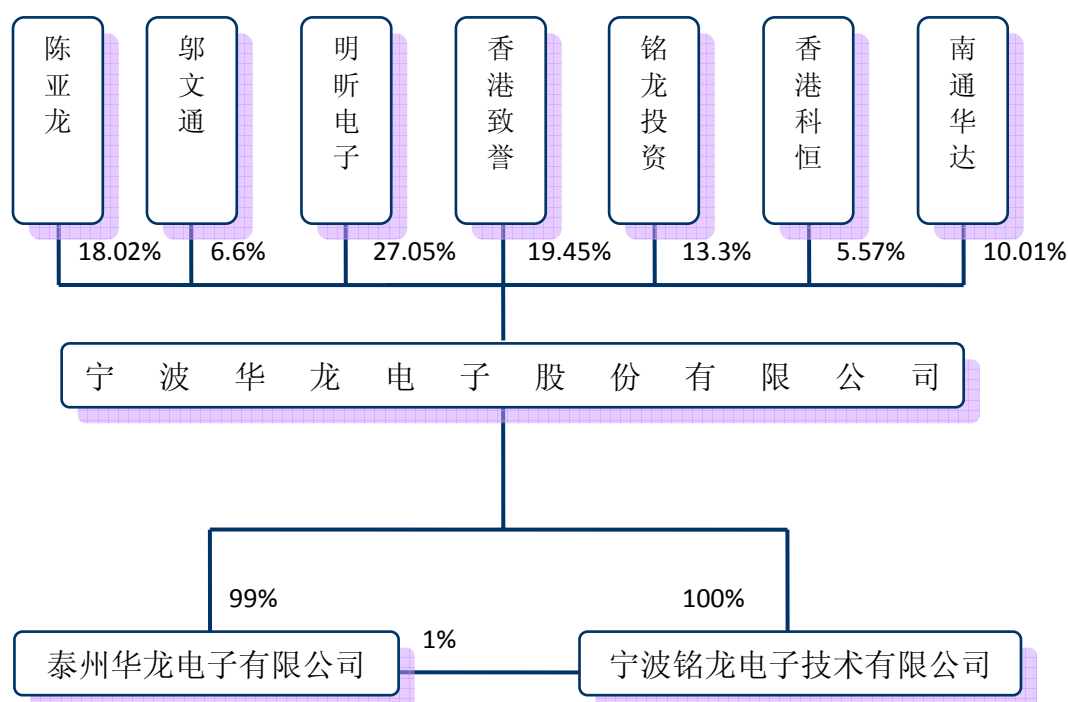 陈亚龙
邬文通
明昕电子
香港致誉
铭龙投资
香港科恒
南通华达
18.02%
6.6%
27.05%
19.45%
13.3%
5.57%
10.01%
宁波华龙电子股份有限公司
99%
100%
1%
泰州华龙电子有限公司
宁波铭龙电子技术有限公司